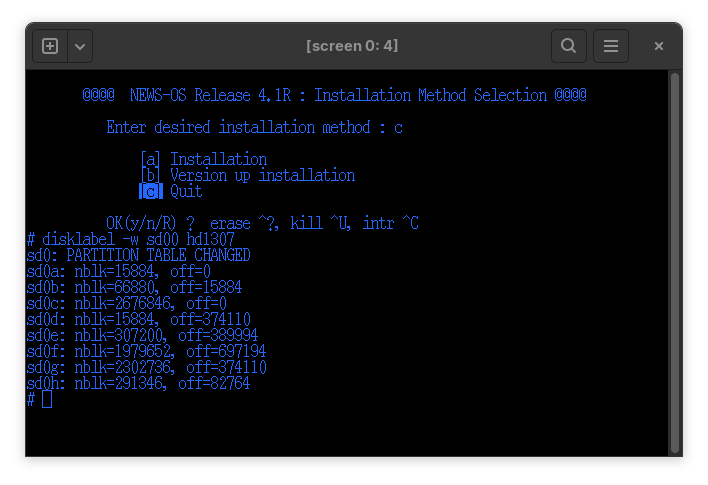 [screen 0: 4]
@@@@  NEWS-OS Release 4.1R : Installation Method Selection @@@@
Enter desired installation method : c
[a] Installation
[b] Version up installation
[c] Quit
OK(y/n/R) ?  erase ^?, kill ^U, intr ^C
# disklabel -w sd00 hd1307
sd0: PARTITION TABLE CHANGED
sd0a: nblk=15884, off=0
sd0b: nblk=66880, off=15884
sd0c: nblk=2676846, off=0
sd0d: nblk=15884, off=374110
sd0e: nblk=307200, off=389994
sd0f: nblk=1979652, off=697194
sd0g: nblk=2302736, off=374110
sd0h: nblk=291346, off=82764
#